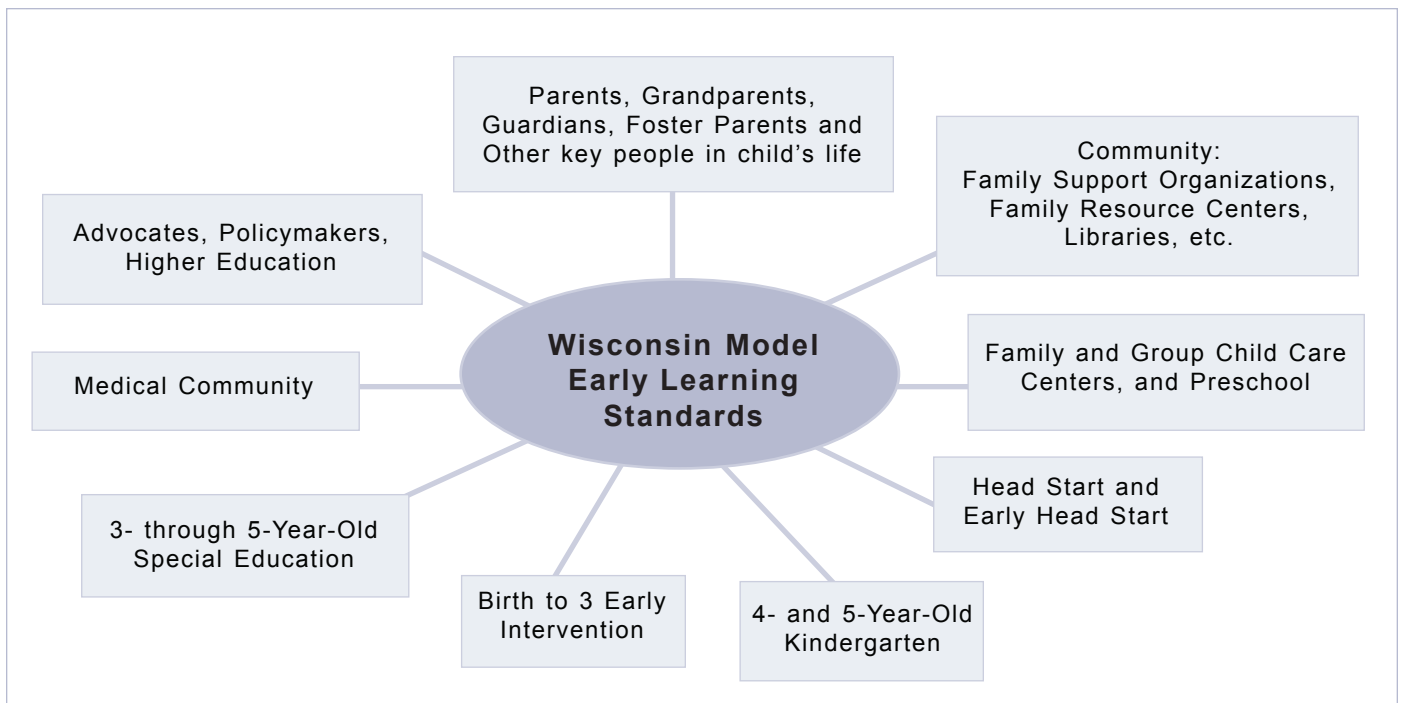 Parents, Grandparents,
Guardians, Foster Parents and
Other key people in child’s life
Community:
Family Support Organizations,
Family Resource Centers,
Libraries, etc.
Advocates, Policymakers,
Higher Education
Wisconsin Model
Early Learning
Standards
Family and Group Child Care
Centers, and Preschool
Medical Community
Head Start and
Early Head Start
3- through 5-Year-Old
Special Education
Birth to 3 Early
Intervention
4- and 5-Year-Old
Kindergarten